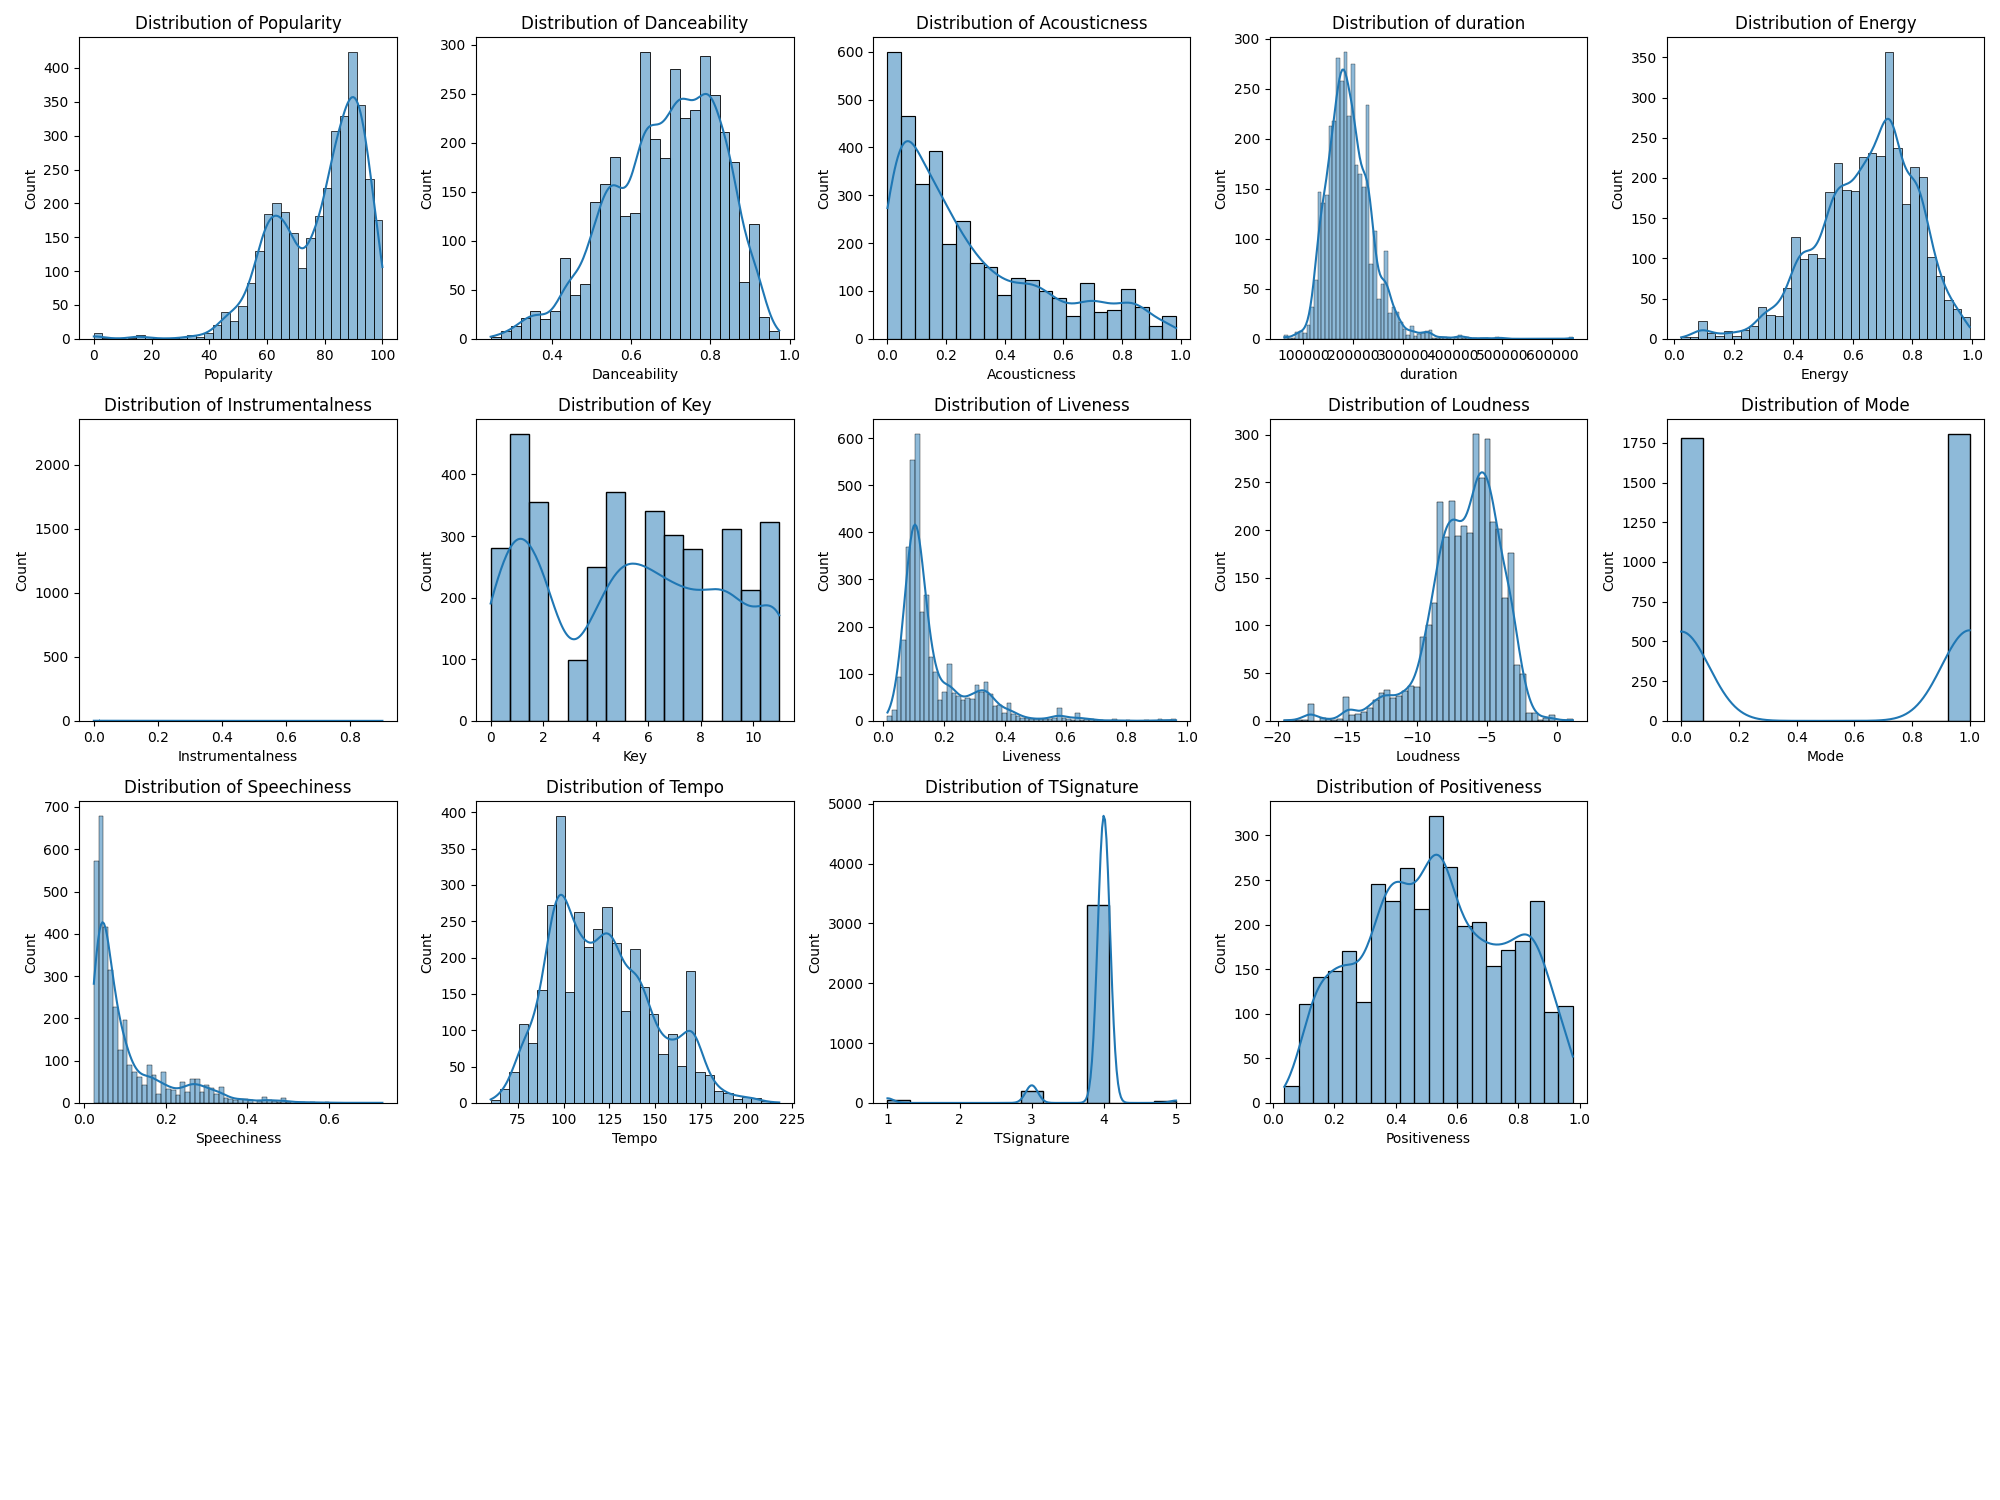 Distribution of Popularity
Count
400
350
300
250
200
150
100
50
0
0 20 40 60 80 100
Popularity
Distribution of Danceability
Count
300
250
200
150
100
50
0
0.4 0.6 0.8 1.0
Danceability
Distribution of Acousticness
Count
600
500
400
300
200
100
0
0.0 0.2 0.4 0.6 0.8 1.0
Acousticness
Distribution of duration
Count
300
250
200
150
100
50
0
100000 200000 300000 400000 500000 600000
duration
Distribution of Energy
Count
350
300
250
200
150
100
50
0
0.0 0.2 0.4 0.6 0.8 1.0
Energy
Distribution of Instrumentalness
Count
2000
1500
1000
500
0
0.0 0.2 0.4 0.6 0.8
Instrumentalness
Distribution of Key
Count
400
300
200
100
0
0 2 4 6 8 10
Key
Distribution of Liveness
Count
600
500
400
300
200
100
0
0.0 0.2 0.4 0.6 0.8 1.0
Liveness
Distribution of Loudness
Count
300
250
200
150
100
50
0
−20 −15 −10 −5 0
Loudness
Distribution of Mode
Count
1750
1500
1250
1000
750
500
250
0
0.0 0.2 0.4 0.6 0.8 1.0
Mode
Distribution of Speechiness
Count
700
600
500
400
300
200
100
0
0.0 0.2 0.4 0.6
Speechiness
Distribution of Tempo
Count
400
350
300
250
200
150
100
50
0
75 100 125 150 175 200 225
Tempo
Distribution of TSignature
Count
5000
4000
3000
2000
1000
0
1 2 3 4 5
TSignature
Distribution of Positiveness
Count
300
250
200
150
100
50
0
0.0 0.2 0.4 0.6 0.8 1.0
Positiveness